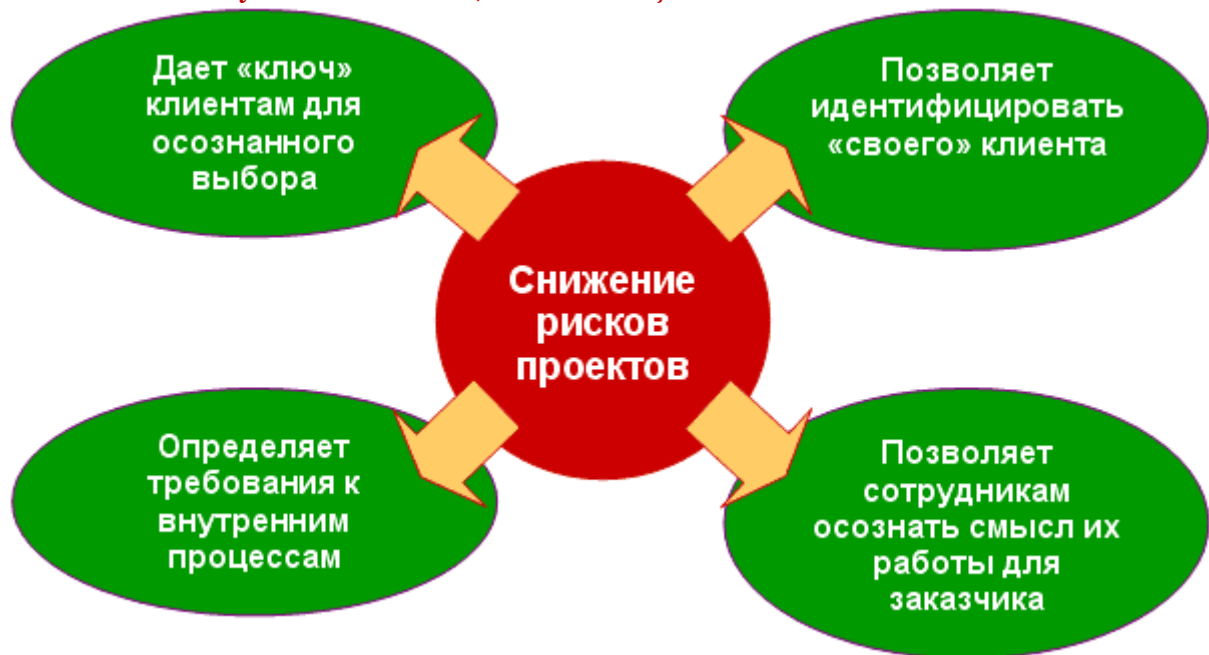 Дает «ключ»
клиентам для
осознанного
выбора
Позволяет
идентифицировать
«своего» клиента
Снижение
рисков
проектов
Определяет
требования к
внутренним
процессам
Позволяет
сотрудникам
осознать смысл их
работы для
заказчика